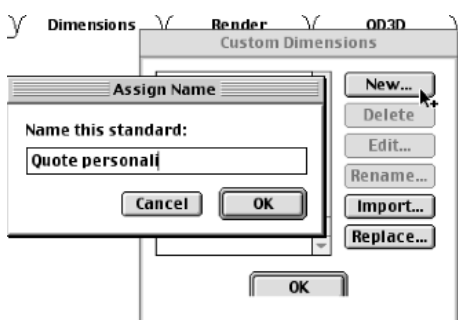 Dimensions Render QD3D
Custom Dimensions
Assign Name
Name this standard:
Quote personali
Cancel OK
New...
Delete
Edit...
Rename...
Import...
Replace...
OK